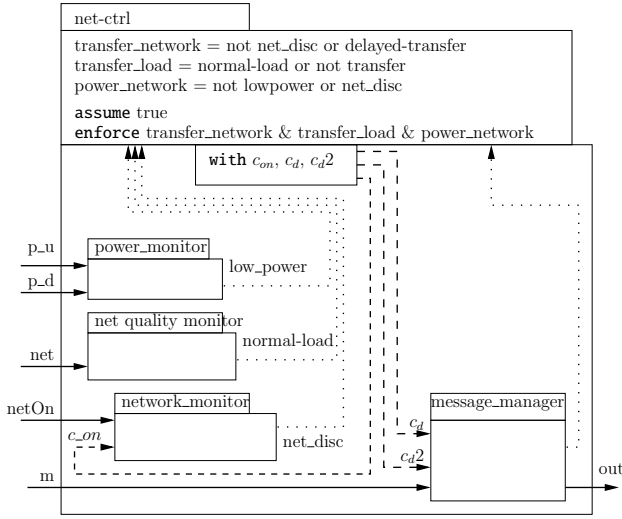 net-ctrl
transfer_network = not net_disc or delayed-transfer
transfer_load = normal-load or not transfer
power_network = not lowpower or net_disc
assume true
enforce transfer_network & transfer_load & power_network
with c_on, c_d, c_d2
p_u
power_monitor
low_power
p_d
net quality monitor
normal-load
net
netOn
network_monitor
message_manager
c_d
c_on
net_disc
c_d2
m
out